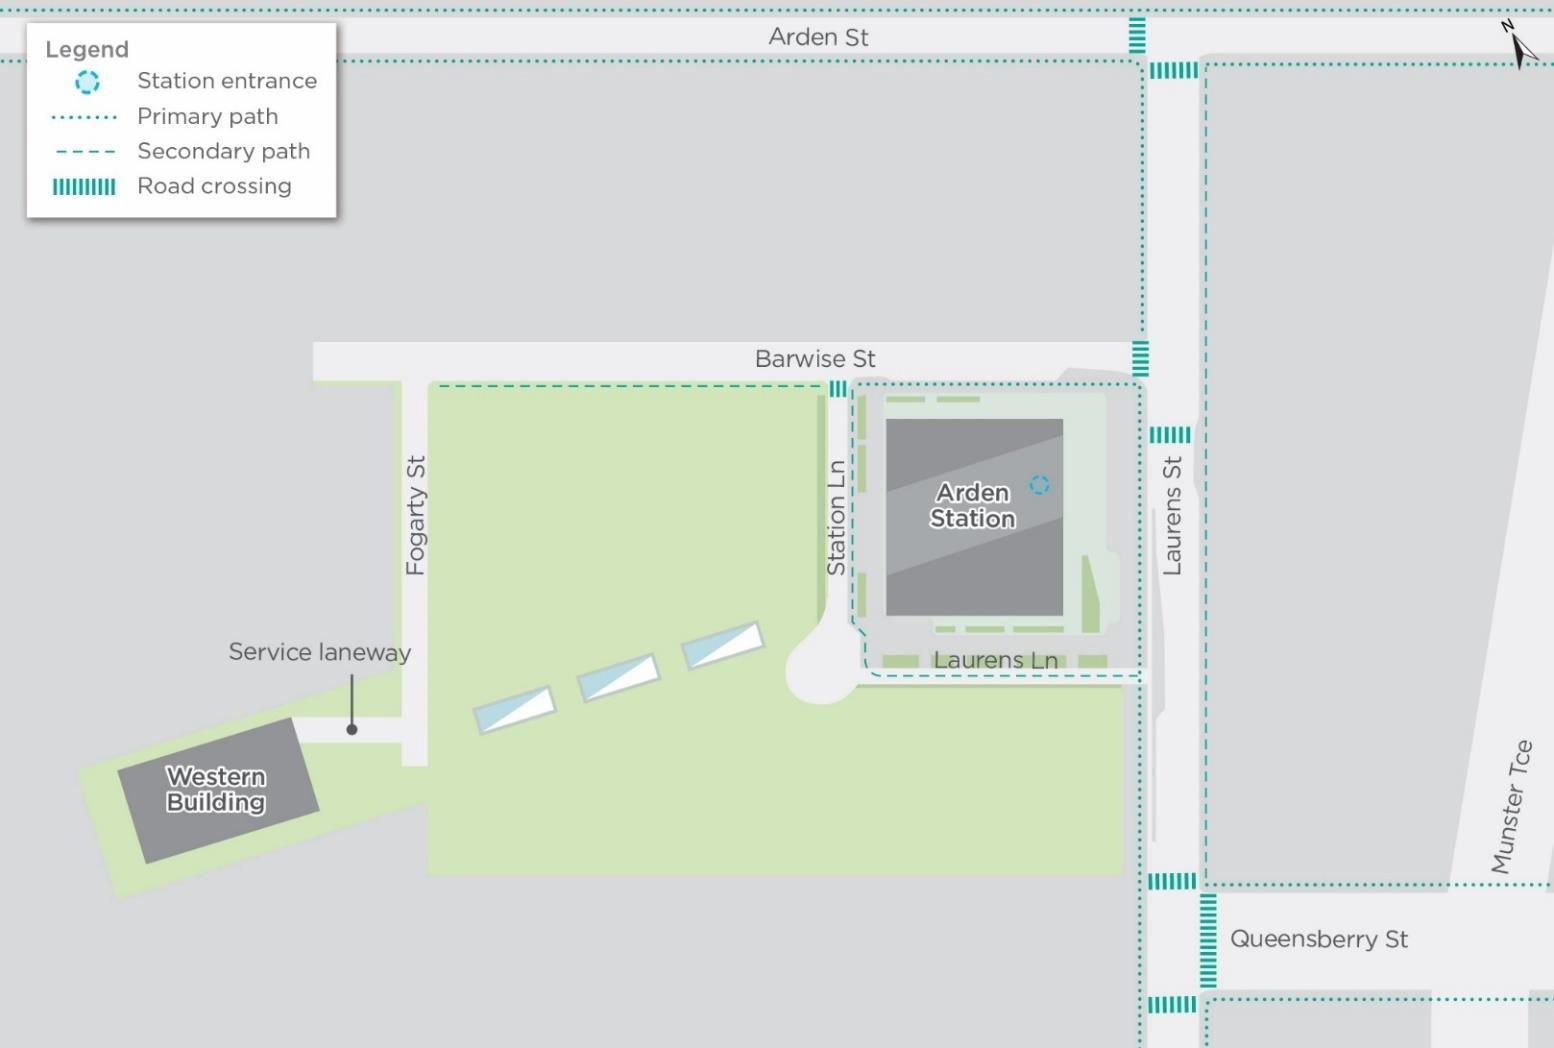 Arden St
N
Legend
Station entrance
Primary path
Secondary path
Road crossing
Barwise St
Fogarty St
Station Ln
Arden
Station
Laurens St
Service laneway
Laurens Ln
Western
Building
Munster Tce
Queensberry St